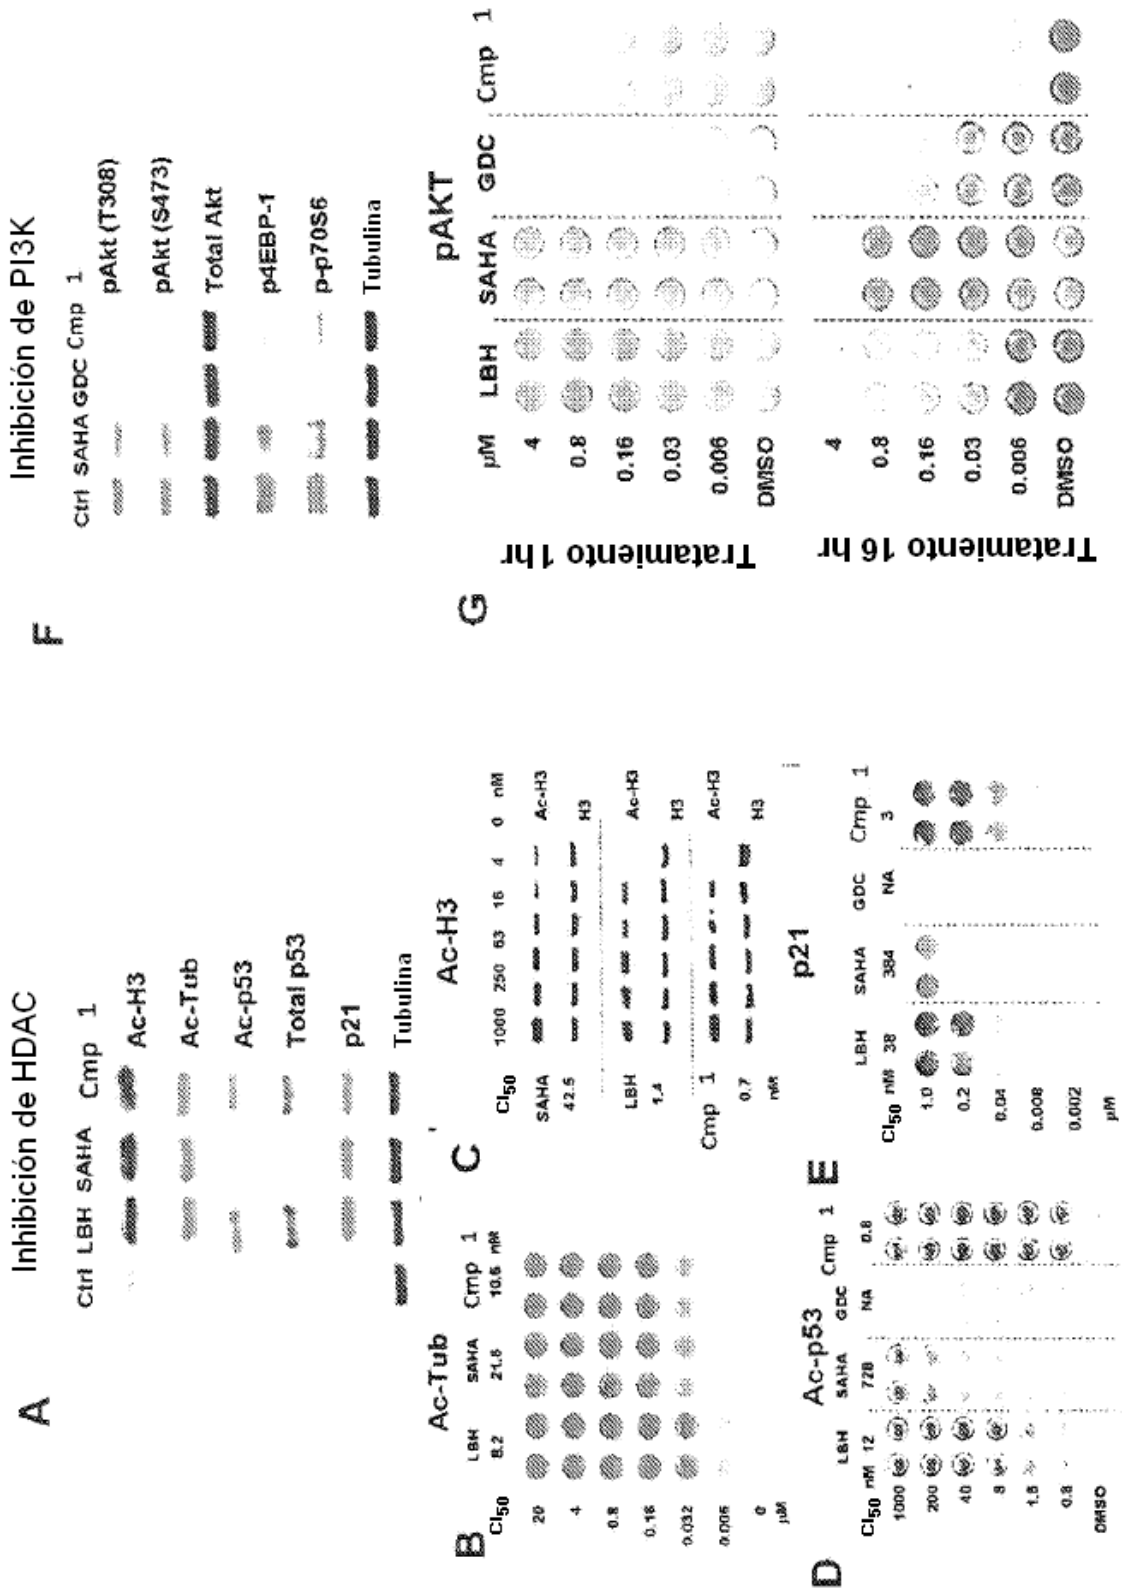 A
Inhibición de HDAC
Ctrl LBH SAHA Cmp 1
Ac-H3
Ac-Tub
Ac-p53
Total p53
p21
Tubulina
B
Ac-Tub
LBH SAHA Cmp 1
CI50 8.2 21.8 10.6 nM
20
4
0.8
0.16
0.032
0.006
0
µM
C
Ac-H3
CI50 1000 250 63 16 4 0 nM
SAHA Ac-H3
42.5 H3
LBH Ac-H3
1.4 H3
Cmp 1 Ac-H3
0.7 H3
nM
D
Ac-p53
LBH SAHA GDC Cmp 1
CI50 nM 12 728 NA 0.8
1000
200
40
8
1.6
0.8
DMSO
E
p21
LBH SAHA GDC Cmp 1
CI50 nM 38 384 NA 3
1.0
0.2
0.04
0.008
0.002
µM
F
Inhibición de PI3K
Ctrl SAHA GDC Cmp 1
pAkt (T308)
pAkt (S473)
Total Akt
p4EBP-1
p-p70S6
Tubulina
G
pAKT
µM LBH SAHA GDC Cmp 1
Tratamiento 1 hr
4
0.8
0.16
0.03
0.006
DMSO
Tratamiento 16 hr
4
0.8
0.16
0.03
0.006
DMSO